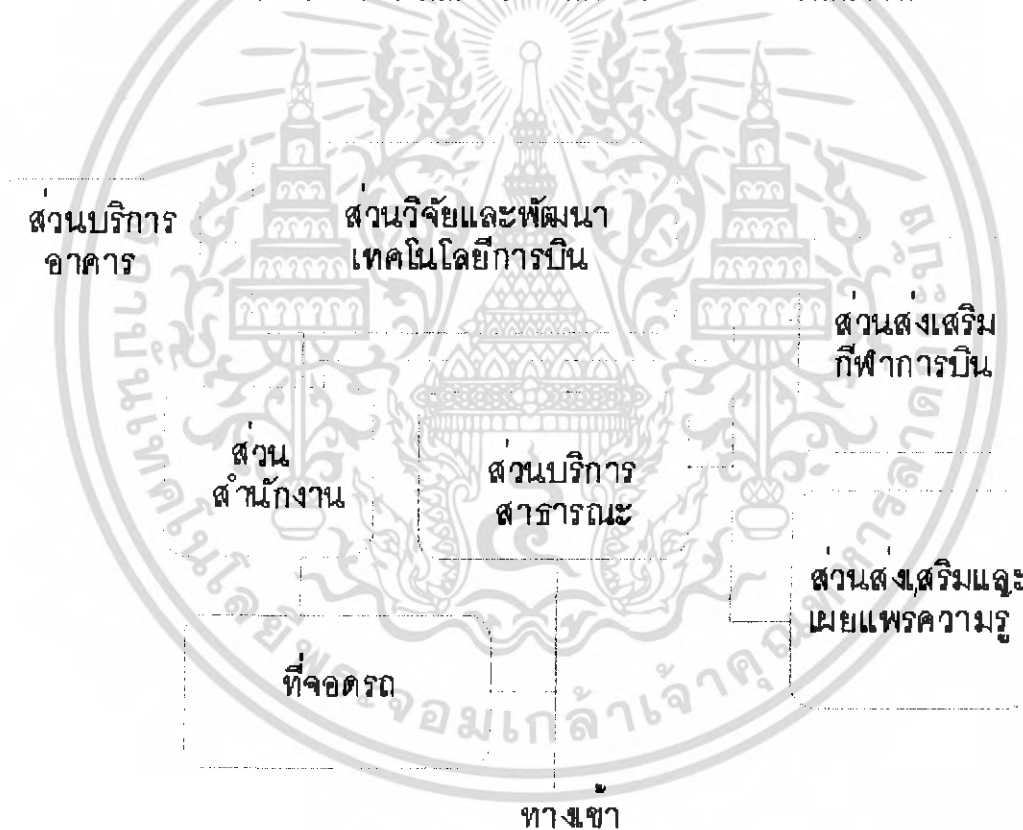 ส่วนบริการ
อาคาร
ส่วนวิจัยและพัฒนา
เทคโนโลยีการบิน
ส่วนส่งเสริม
กีฬาการบิน
ส่วน
สำนักงาน
ส่วนบริการ
สาธารณะ
ส่วนส่งเสริมและ
เผยแพร่ความรู้
ที่จอดรถ
ทางเข้า